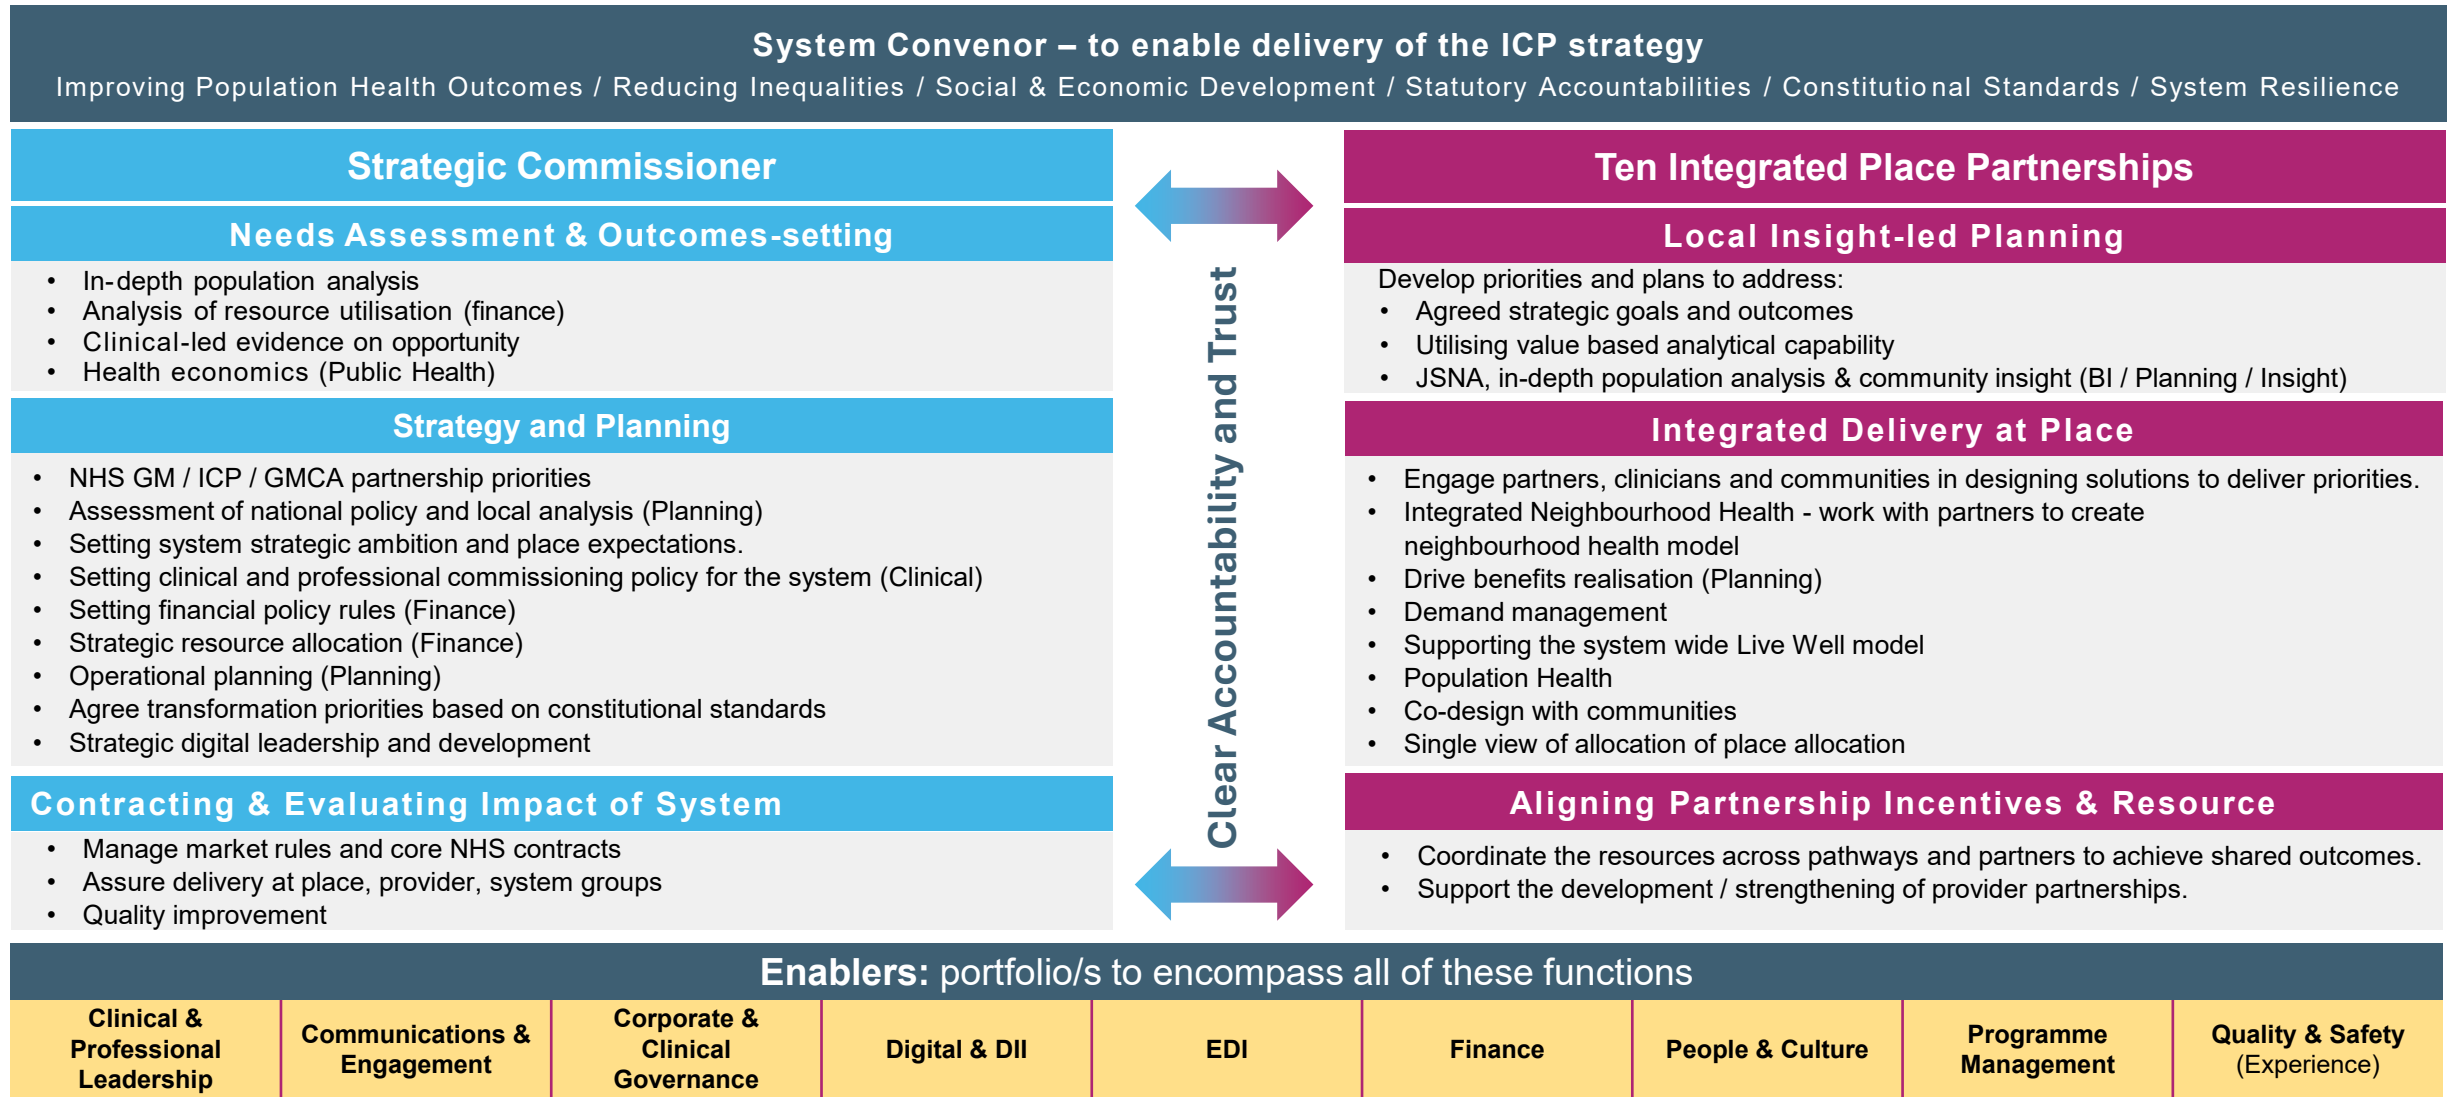 System Convenor – to enable delivery of the ICP strategy
Improving Population Health Outcomes / Reducing Inequalities / Social & Economic Development / Statutory Accountabilities / Constitutional Standards / System Resilience
Strategic Commissioner
Needs Assessment & Outcomes-setting
• In-depth population analysis
• Analysis of resource utilisation (finance)
• Clinical-led evidence on opportunity
• Health economics (Public Health)
Strategy and Planning
• NHS GM / ICP / GMCA partnership priorities
• Assessment of national policy and local analysis (Planning)
• Setting system strategic ambition and place expectations.
• Setting clinical and professional commissioning policy for the system (Clinical)
• Setting financial policy rules (Finance)
• Strategic resource allocation (Finance)
• Operational planning (Planning)
• Agree transformation priorities based on constitutional standards
• Strategic digital leadership and development
Contracting & Evaluating Impact of System
• Manage market rules and core NHS contracts
• Assure delivery at place, provider, system groups
• Quality improvement
Clear Accountability and Trust
Ten Integrated Place Partnerships
Local Insight-led Planning
Develop priorities and plans to address:
• Agreed strategic goals and outcomes
• Utilising value based analytical capability
• JSNA, in-depth population analysis & community insight (BI / Planning / Insight)
Integrated Delivery at Place
• Engage partners, clinicians and communities in designing solutions to deliver priorities.
• Integrated Neighbourhood Health - work with partners to create
neighbourhood health model
• Drive benefits realisation (Planning)
• Demand management
• Supporting the system wide Live Well model
• Population Health
• Co-design with communities
• Single view of allocation of place allocation
Aligning Partnership Incentives & Resource
• Coordinate the resources across pathways and partners to achieve shared outcomes.
• Support the development / strengthening of provider partnerships.
Enablers: portfolio/s to encompass all of these functions
Clinical &
Professional
Leadership
Communications &
Engagement
Corporate &
Clinical
Governance
Digital & DII
EDI
Finance
People & Culture
Programme
Management
Quality & Safety
(Experience)